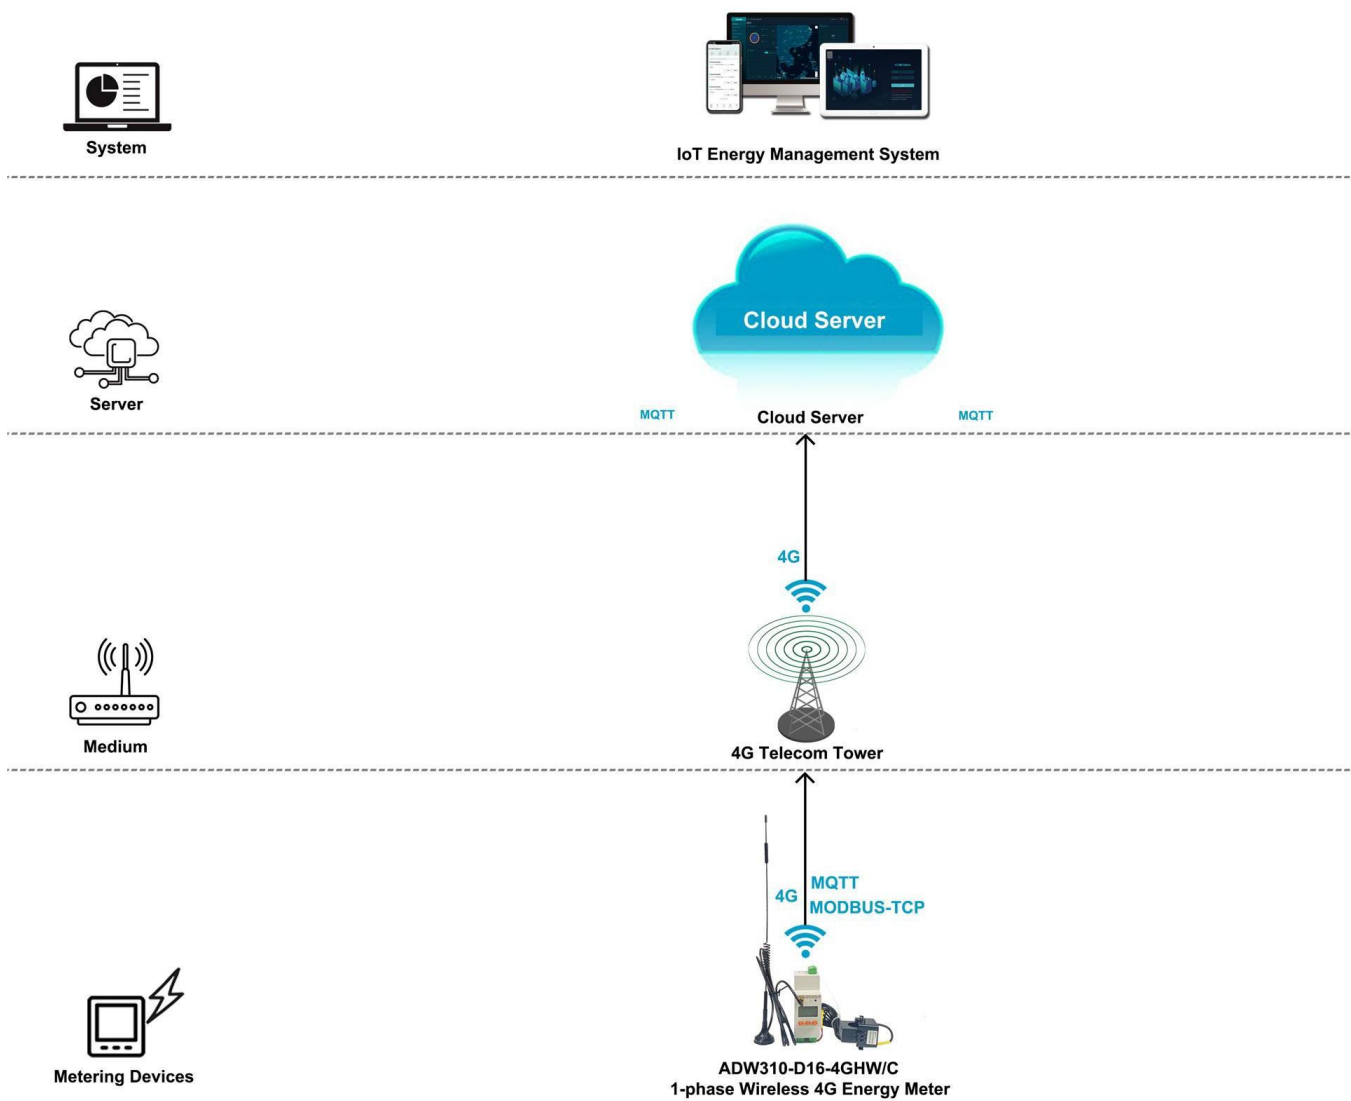 System
IoT Energy Management System
Cloud Server
Server
MQTT
Cloud Server
MQTT
4G
Medium
4G Telecom Tower
4G
MQTT
MODBUS-TCP
Metering Devices
ADW310-D16-4GHW/C
1-phase Wireless 4G Energy Meter